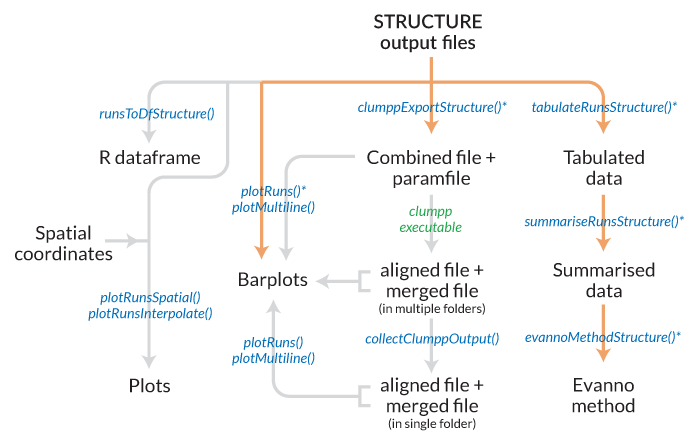 STRUCTURE
output files
runsToDfStructure()
clumppExportStructure()*
tabulateRunsStructure()*
R dataframe
Combined file +
paramfile
Tabulated
data
plotRuns()*
plotMultiline()
clumpp
executable
summariseRunsStructure()*
Spatial
coordinates
Barplots
aligned file +
merged file
(in multiple folders)
Summarised
data
plotRunsSpatial()
plotRunsInterpolate()
plotRuns()
plotMultiline()
collectClumppOutput()
evannoMethodStructure()*
Plots
aligned file +
merged file
(in single folder)
Evanno
method